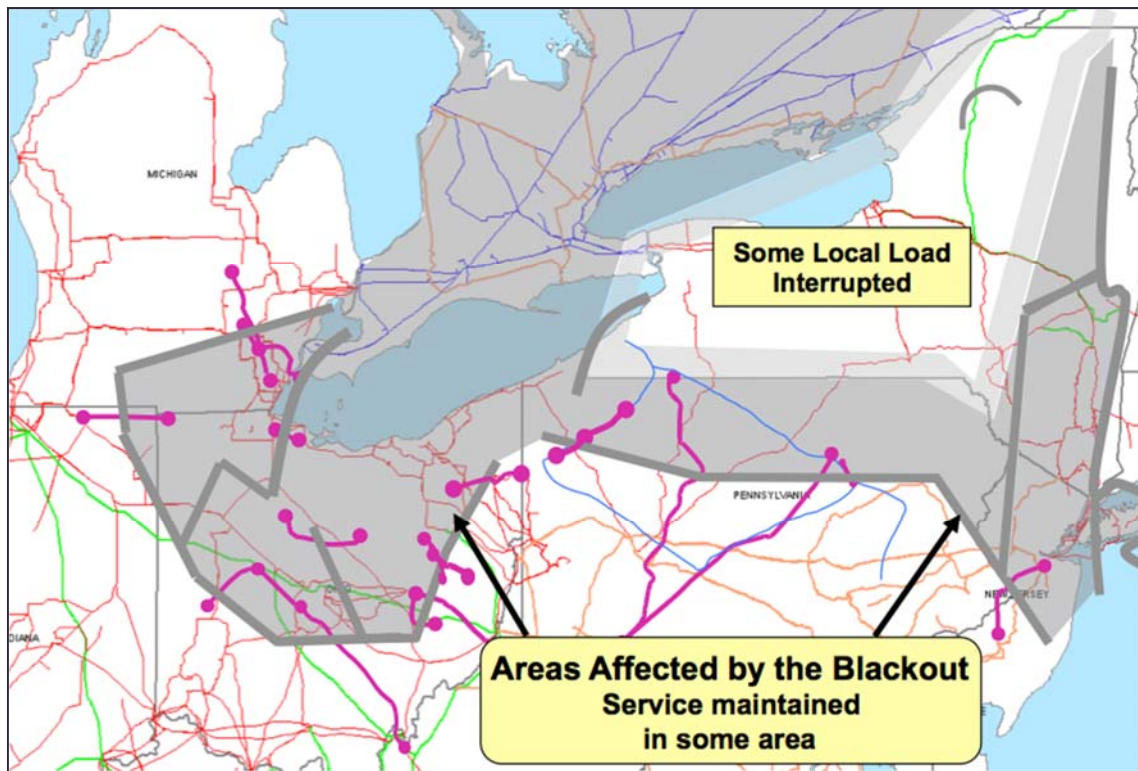 MICHIGAN
Some Local Load
Interrupted
PENNSYLVANIA
NEW JERSEY
DIANA
Areas Affected by the Blackout
Service maintained
in some area